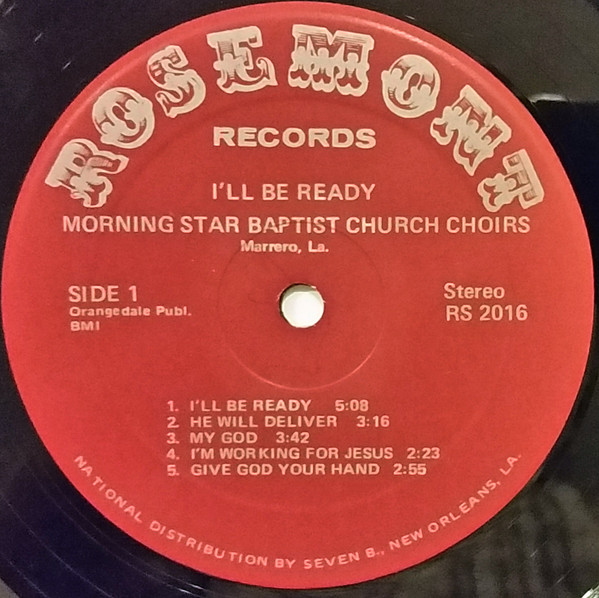 ROSEMONT
RECORDS
I'LL BE READY
MORNING STAR BAPTIST CHURCH CHOIRS
Marrero, La.
SIDE 1
Orangedale Publ.
BMI
Stereo
RS 2016
1. I'LL BE READY 5:08
2. HE WILL DELIVER 3:16
3. MY GOD 3:42
4. I'M WORKING FOR JESUS 2:23
5. GIVE GOD YOUR HAND 2:55
NATIONAL DISTRIBUTION BY SEVEN B., NEW ORLEANS, LA.